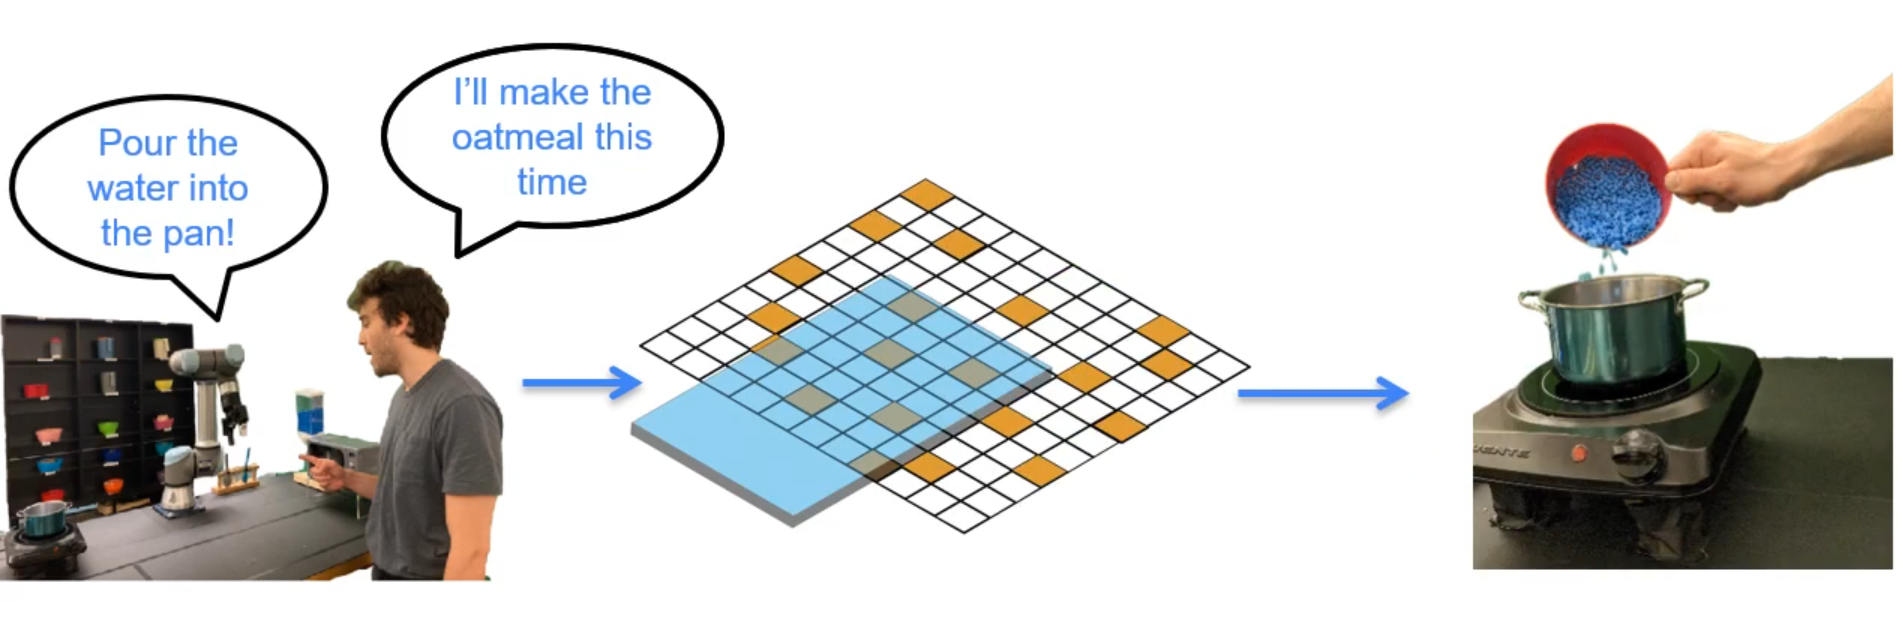 Pour the
water into
the pan!
I'll make the
oatmeal this
time